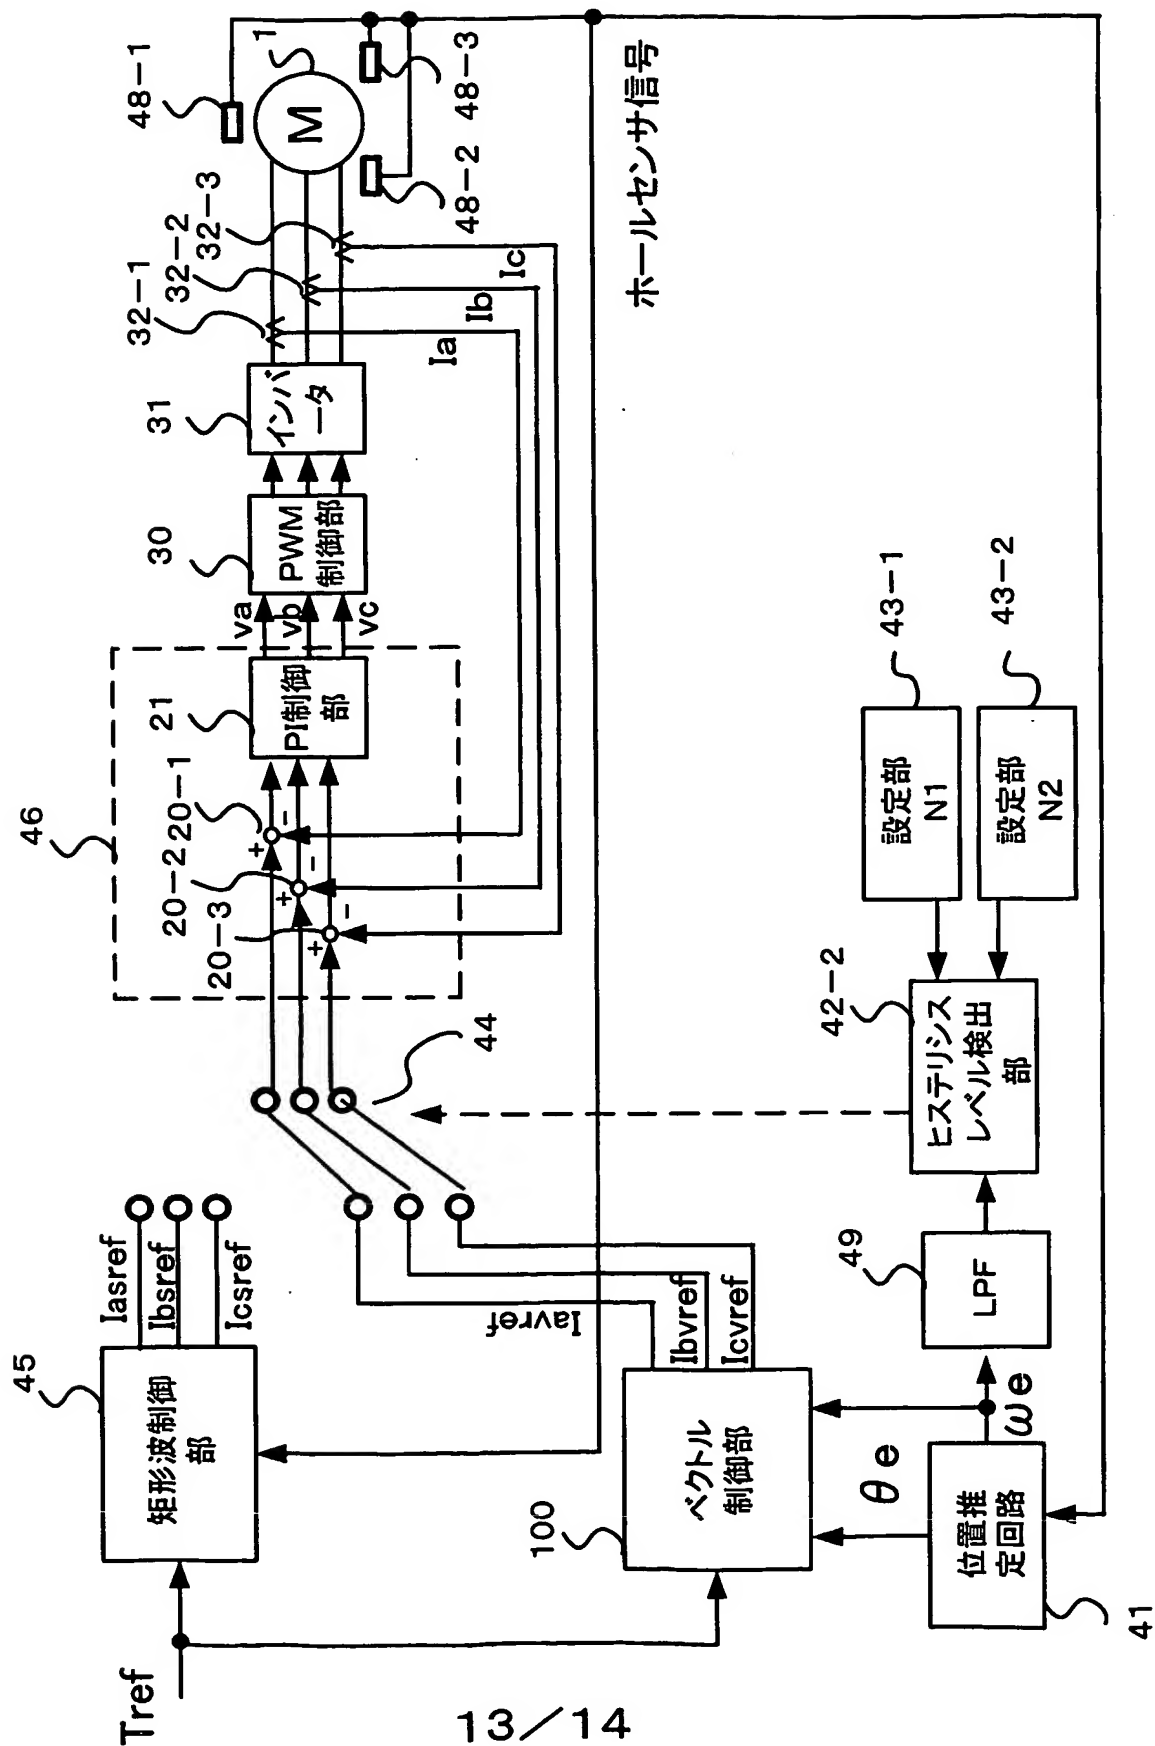 Tref
45
矩形波制御
部
Iasref
Ibsref
Icsref
100
ベクトル
制御部
Iavref
Ibvref
Icvref
θe
ωe
41
位置推
定回路
49
LPF
42-2
ヒステリシス
レベル検出
部
設定部
N1
43-1
設定部
N2
43-2
44
46
20-1
20-2
20-3
+
-
+
-
+
-
21
PI制御
部
va
vb
vc
30
PWM
制御部
31
インバ
ータ
32-1
32-2
32-3
Ia
Ib
Ic
M
1
48-1
48-2
48-3
ホールセンサ信号
13/14